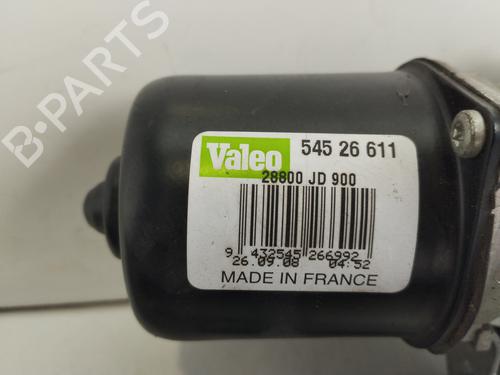 B-PARTS
Valeo
545 26 611
28800 JD 900
9 432545 266992
26.09.08 04:52
MADE IN FRANCE